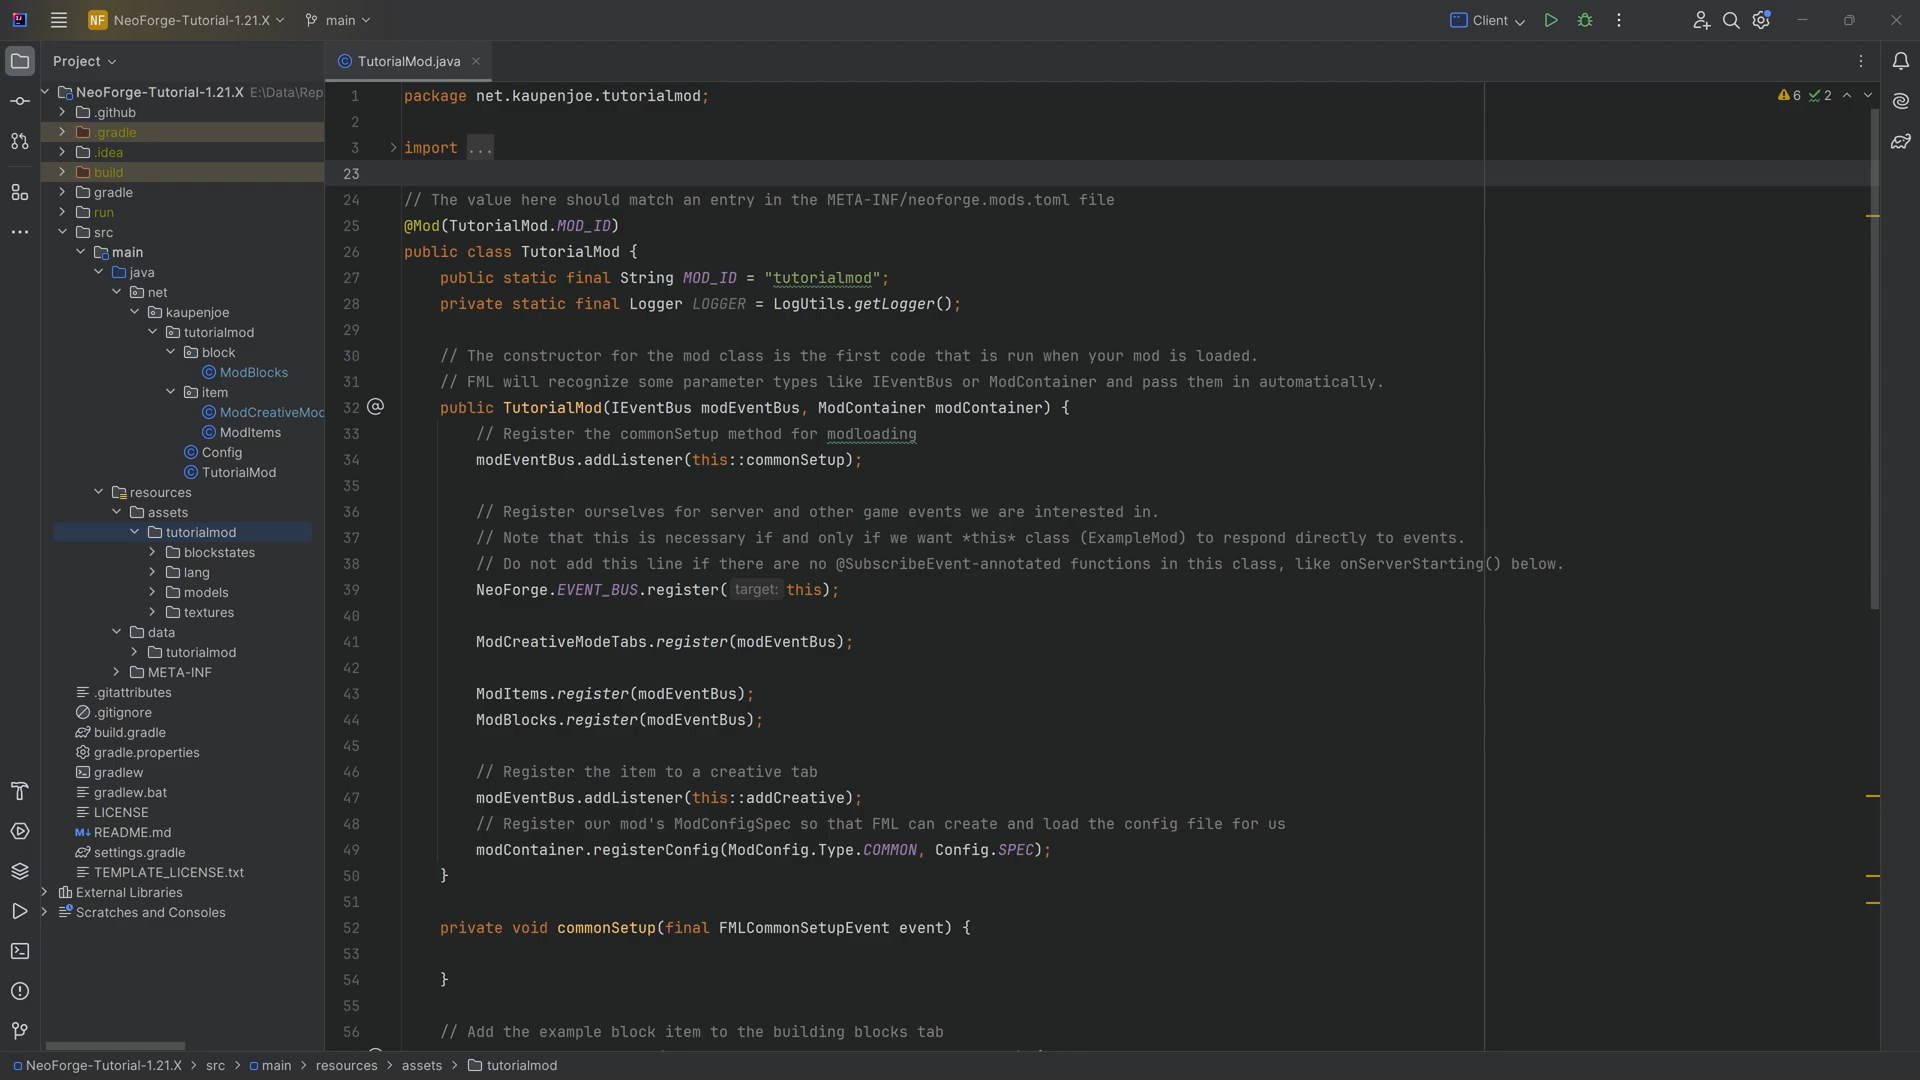 NF NeoForge-Tutorial-1.21.X main Client
Project
TutorialMod.java
NeoForge-Tutorial-1.21.X E:\Data\Rep
.github
.gradle
.idea
build
gradle
run
src
main
java
net
kaupenjoe
tutorialmod
block
ModBlocks
item
ModCreativeMod
ModItems
Config
TutorialMod
resources
assets
tutorialmod
blockstates
lang
models
textures
data
tutorialmod
META-INF
.gitattributes
.gitignore
build.gradle
gradle.properties
gradlew
gradlew.bat
LICENSE
M↓ README.md
settings.gradle
TEMPLATE_LICENSE.txt
External Libraries
Scratches and Consoles
6 2
1 package net.kaupenjoe.tutorialmod;
2
3 import ...
23
24 // The value here should match an entry in the META-INF/neoforge.mods.toml file
25 @Mod(TutorialMod.MOD_ID)
26 public class TutorialMod {
27 public static final String MOD_ID = "tutorialmod";
28 private static final Logger LOGGER = LogUtils.getLogger();
29
30 // The constructor for the mod class is the first code that is run when your mod is loaded.
31 // FML will recognize some parameter types like IEventBus or ModContainer and pass them in automatically.
32 public TutorialMod(IEventBus modEventBus, ModContainer modContainer) {
33 // Register the commonSetup method for modloading
34 modEventBus.addListener(this::commonSetup);
35
36 // Register ourselves for server and other game events we are interested in.
37 // Note that this is necessary if and only if we want *this* class (ExampleMod) to respond directly to events.
38 // Do not add this line if there are no @SubscribeEvent-annotated functions in this class, like onServerStarting() below.
39 NeoForge.EVENT_BUS.register( target: this);
40
41 ModCreativeModeTabs.register(modEventBus);
42
43 ModItems.register(modEventBus);
44 ModBlocks.register(modEventBus);
45
46 // Register the item to a creative tab
47 modEventBus.addListener(this::addCreative);
48 // Register our mod's ModConfigSpec so that FML can create and load the config file for us
49 modContainer.registerConfig(ModConfig.Type.COMMON, Config.SPEC);
50 }
51
52 private void commonSetup(final FMLCommonSetupEvent event) {
53
54 }
55
56 // Add the example block item to the building blocks tab
NeoForge-Tutorial-1.21.X > src > main > resources > assets > tutorialmod